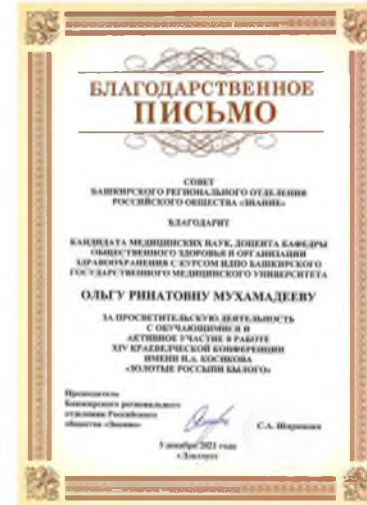 БЛАГОДАРСТВЕННОЕ
ПИСЬМО
СОВЕТ
БАШКИРСКОГО РЕГИОНАЛЬНОГО ОТДЕЛЕНИЯ
РОССИЙСКОГО ОБЩЕСТВА «ЗНАНИЕ»
БЛАГОДАРИТ
КАНДИДАТА МЕДИЦИНСКИХ НАУК, ДОЦЕНТА КАФЕДРЫ
ОБЩЕСТВЕННОГО ЗДОРОВЬЯ И ОРГАНИЗАЦИИ
ЗДРАВООХРАНЕНИЯ С КУРСОМ ИДПО БАШКИРСКОГО
ГОСУДАРСТВЕННОГО МЕДИЦИНСКОГО УНИВЕРСИТЕТА
ОЛЬГУ РИНАТОВНУ МУХАМАДЕЕВУ
ЗА ПРОСВЕТИТЕЛЬСКУЮ ДЕЯТЕЛЬНОСТЬ
С ОБУЧАЮЩИМИСЯ И
АКТИВНОЕ УЧАСТИЕ В РАБОТЕ
XIV КРАЕВЕДЧЕСКОЙ КОНФЕРЕНЦИИ
ИМЕНИ Н.А. КОСИКОВА
«ЗОЛОТЫЕ РОССЫПИ БЫЛОГО»
Председатель
Башкирского регионального
отделения Российского
общества «Знание»
С.А.
3 декабря 2021 года
г.Златоуст